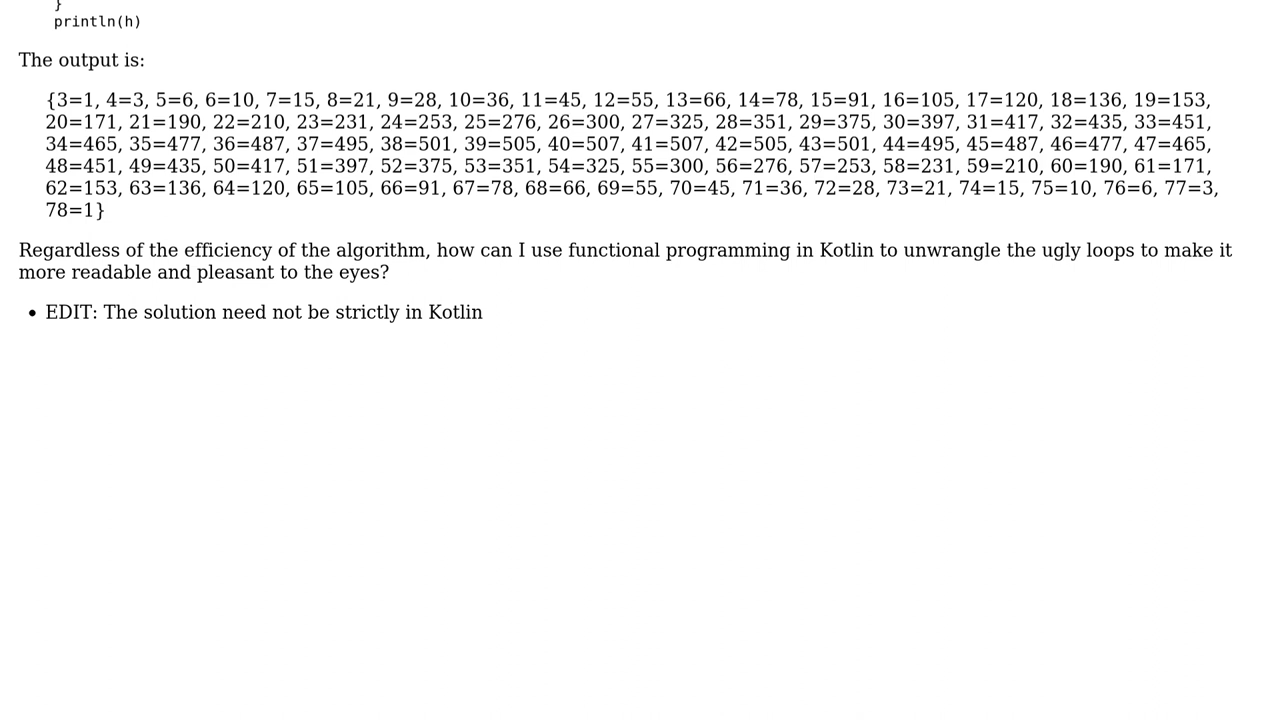 }
println(h)
The output is:
{3=1, 4=3, 5=6, 6=10, 7=15, 8=21, 9=28, 10=36, 11=45, 12=55, 13=66, 14=78, 15=91, 16=105, 17=120, 18=136, 19=153,
20=171, 21=190, 22=210, 23=231, 24=253, 25=276, 26=300, 27=325, 28=351, 29=375, 30=397, 31=417, 32=435, 33=451,
34=465, 35=477, 36=487, 37=495, 38=501, 39=505, 40=507, 41=507, 42=505, 43=501, 44=495, 45=487, 46=477, 47=465,
48=451, 49=435, 50=417, 51=397, 52=375, 53=351, 54=325, 55=300, 56=276, 57=253, 58=231, 59=210, 60=190, 61=171,
62=153, 63=136, 64=120, 65=105, 66=91, 67=78, 68=66, 69=55, 70=45, 71=36, 72=28, 73=21, 74=15, 75=10, 76=6, 77=3,
78=1}
Regardless of the efficiency of the algorithm, how can I use functional programming in Kotlin to unwrangle the ugly loops to make it
more readable and pleasant to the eyes?
• EDIT: The solution need not be strictly in Kotlin